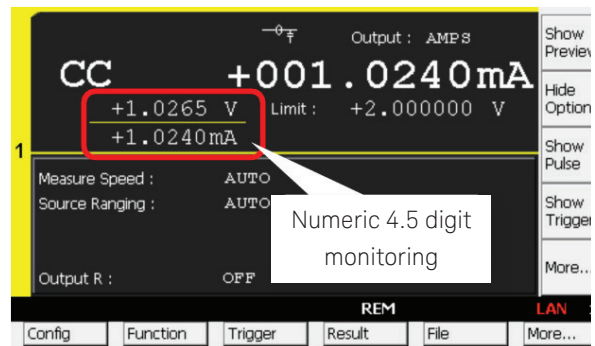 Output : AMPS
CC +001.0240mA
+1.0265 V Limit : +2.000000 V
+1.0240mA
1
Measure Speed : AUTO
Source Ranging : AUTO
Numeric 4.5 digit
monitoring
Output R : OFF
Show
Preview
Hide
Option
Show
Pulse
Show
Trigger
More...
REM LAN
Config Function Trigger Result File More...